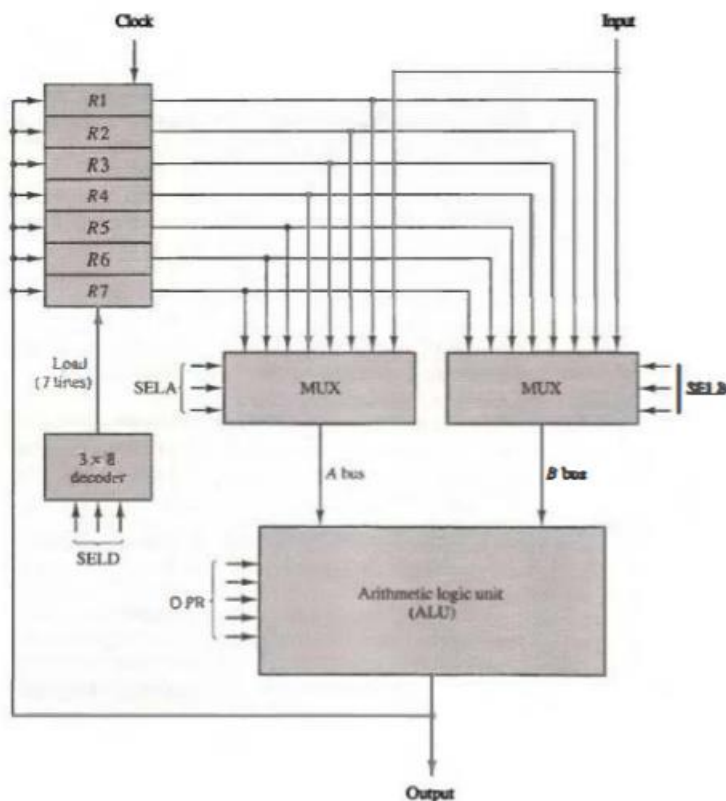 Clock
Input
R1
R2
R3
R4
R5
R6
R7
Load
(7 lines)
SELA
MUX
MUX
SELB
3 × 8
decoder
SELD
A bus
B bus
OPR
Arithmetic logic unit
(ALU)
Output